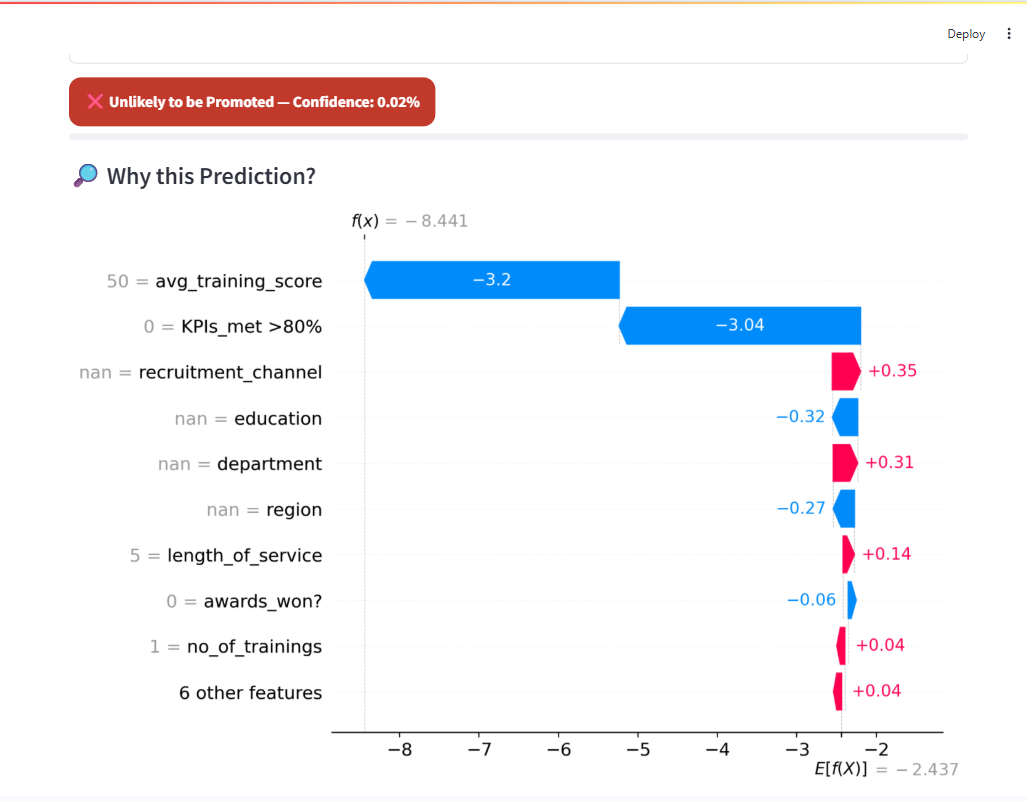 Deploy
❌ Unlikely to be Promoted — Confidence: 0.02%
🔎 Why this Prediction?
f(x) = −8.441
50 = avg_training_score −3.2
0 = KPIs_met >80% −3.04
nan = recruitment_channel +0.35
nan = education −0.32
nan = department +0.31
nan = region −0.27
5 = length_of_service +0.14
0 = awards_won? −0.06
1 = no_of_trainings +0.04
6 other features +0.04
−8 −7 −6 −5 −4 −3 −2
E[f(X)] = −2.437